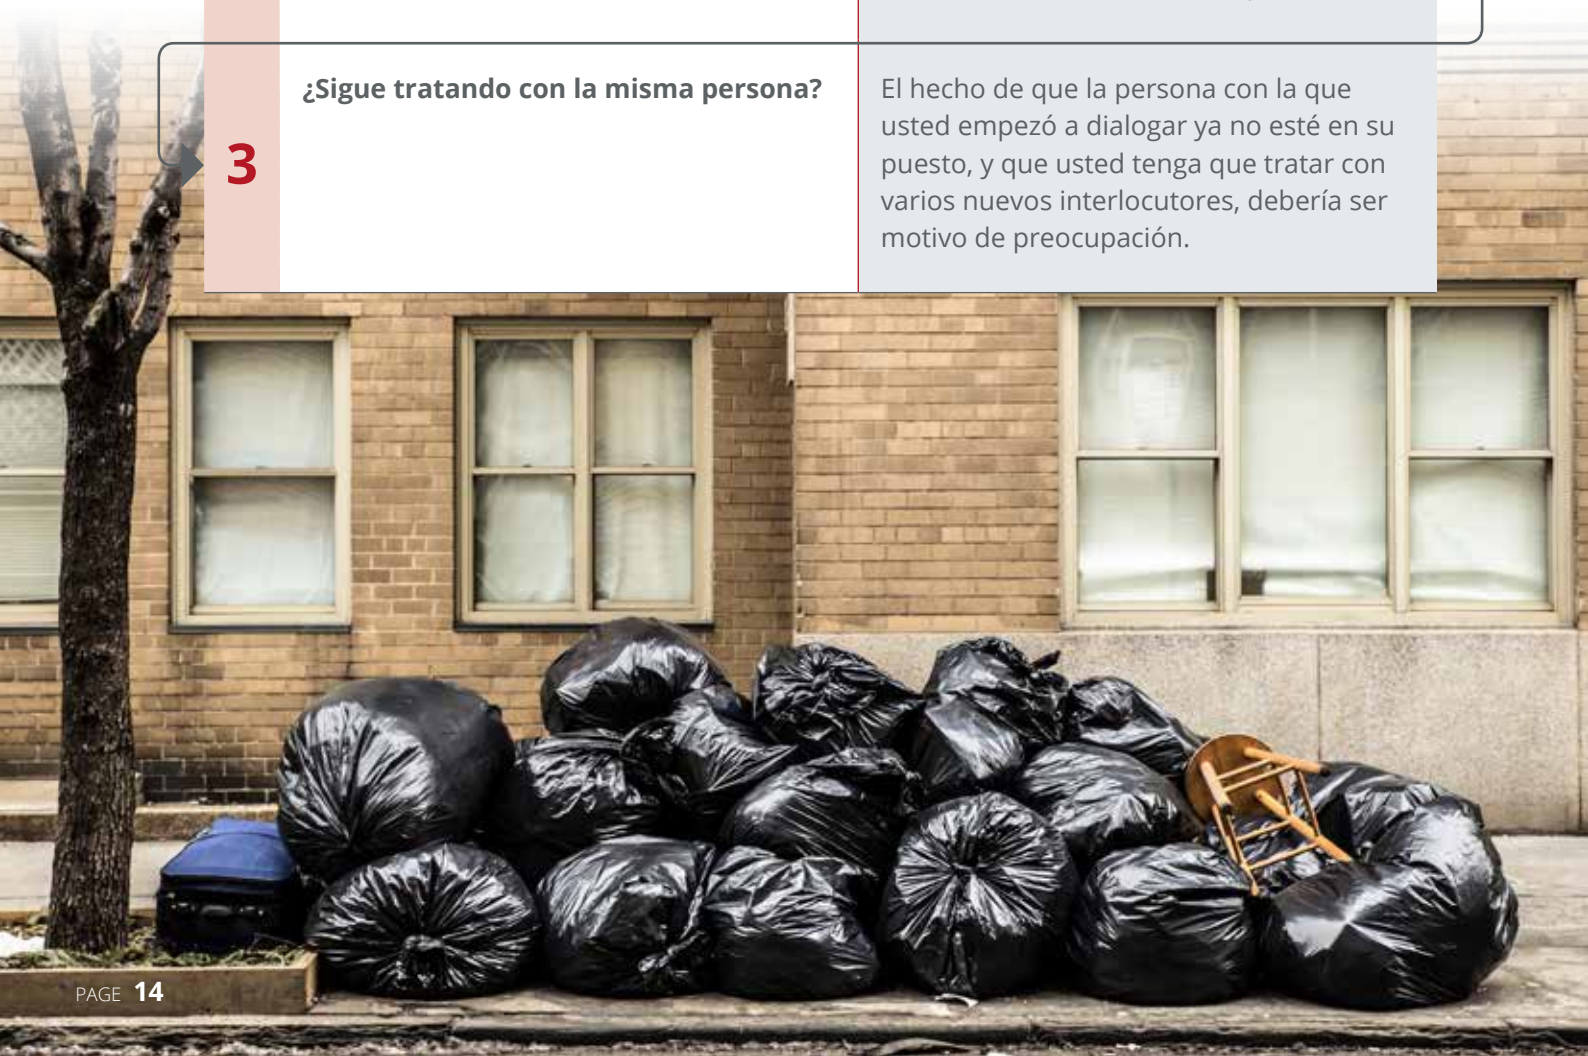 ¿Sigue tratando con la misma persona?
3
El hecho de que la persona con la que
usted empezó a dialogar ya no esté en su
puesto, y que usted tenga que tratar con
varios nuevos interlocutores, debería ser
motivo de preocupación.
PAGE 14